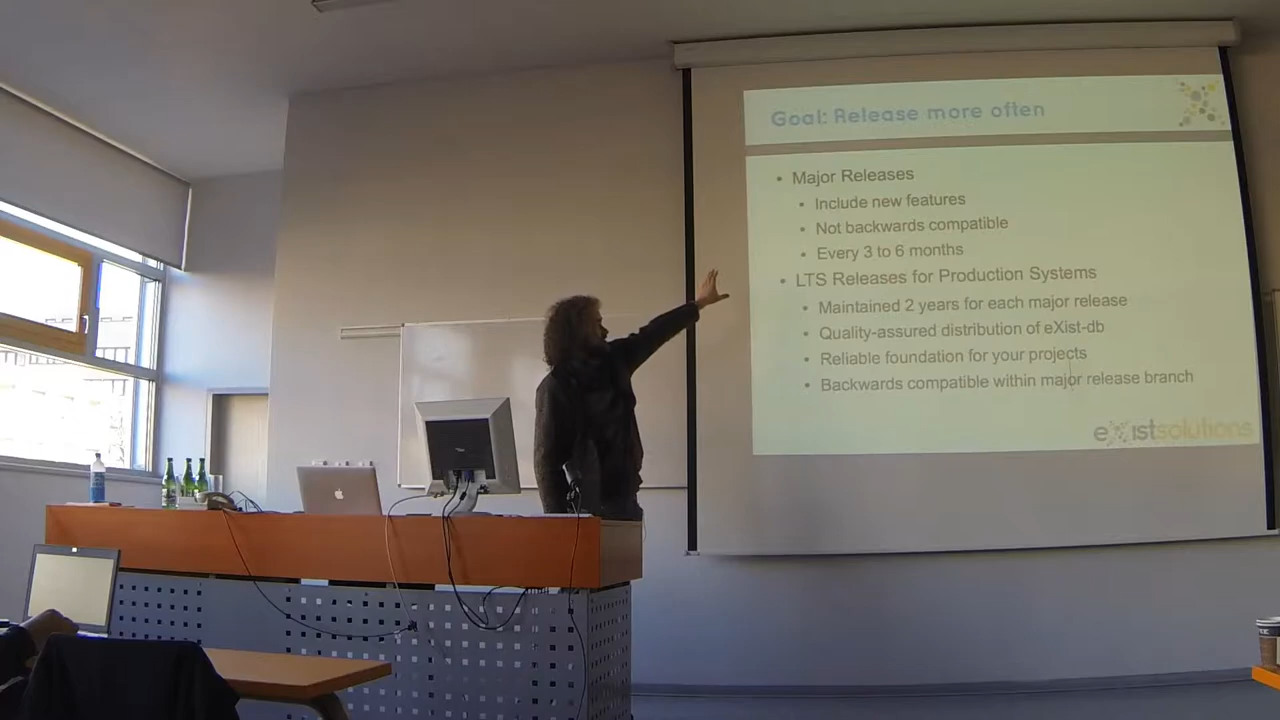 Goal: Release more often
• Major Releases
• Include new features
• Not backwards compatible
• Every 3 to 6 months
• LTS Releases for Production Systems
• Maintained 2 years for each major release
• Quality-assured distribution of eXist-db
• Reliable foundation for your projects
• Backwards compatible within major release branch
eXistsolutions